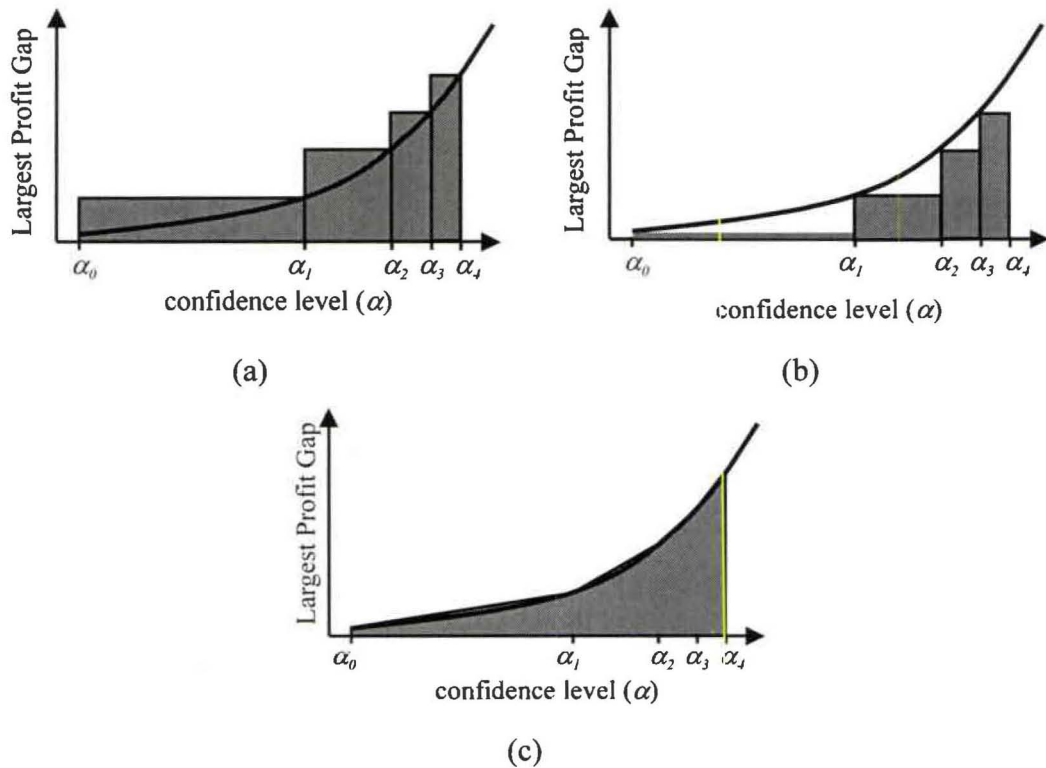 Largest Profit Gap
α₀ α₁ α₂ α₃ α₄
confidence level (α)
(a)
Largest Profit Gap
α₀ α₁ α₂ α₃ α₄
confidence level (α)
(b)
Largest Profit Gap
α₀ α₁ α₂ α₃ α₄
confidence level (α)
(c)